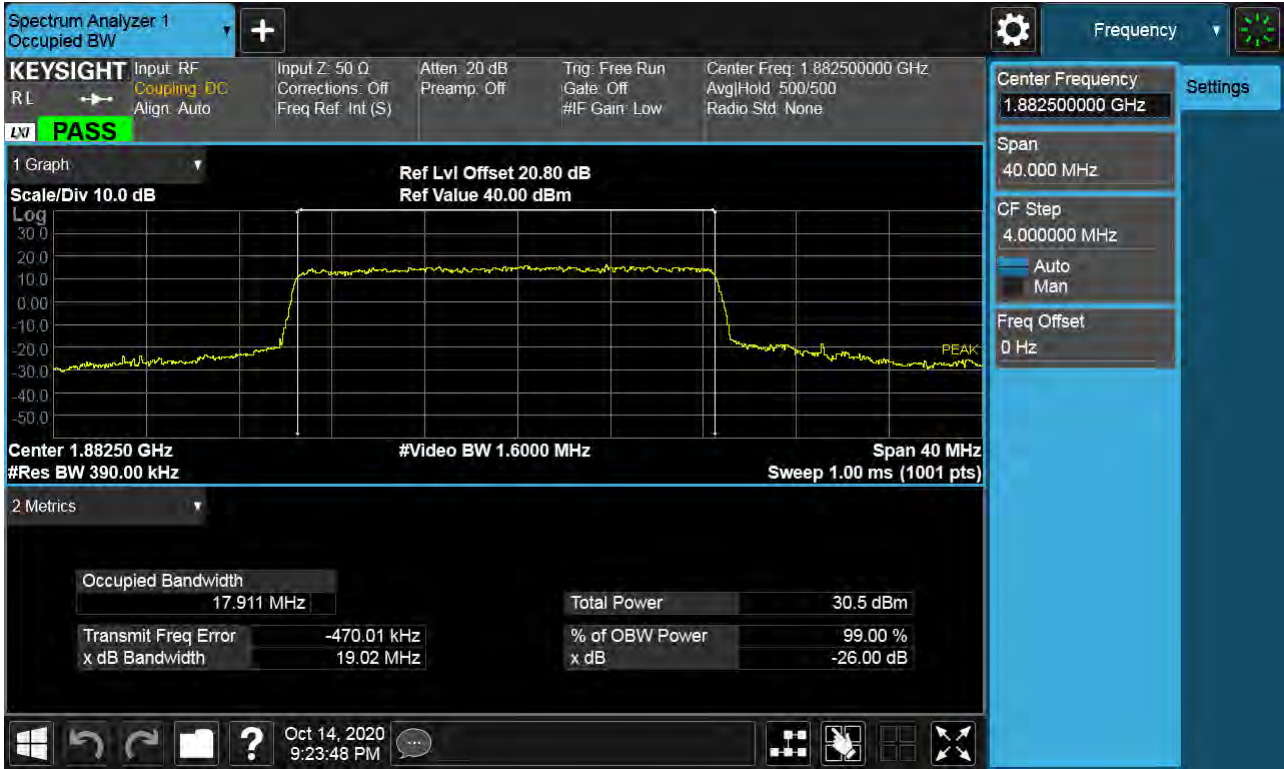 Spectrum Analyzer 1
Occupied BW
Frequency
KEYSIGHT
R L
LXI
PASS
Input: RF
Coupling: DC
Align: Auto
Input Z: 50 Ω
Corrections: Off
Freq Ref: Int (S)
Atten: 20 dB
Preamp: Off
Trig: Free Run
Gate: Off
#IF Gain: Low
Center Freq: 1.882500000 GHz
Avg|Hold: 500/500
Radio Std: None
Center Frequency
1.882500000 GHz
Settings
Span
40.000 MHz
CF Step
4.000000 MHz
Auto
Man
Freq Offset
0 Hz
1 Graph
Scale/Div 10.0 dB
Ref Lvl Offset 20.80 dB
Ref Value 40.00 dBm
Log
30.0
20.0
10.0
0.00
-10.0
-20.0
-30.0
-40.0
-50.0
PEAK
Center 1.88250 GHz
#Video BW 1.6000 MHz
Span 40 MHz
#Res BW 390.00 kHz
Sweep 1.00 ms (1001 pts)
2 Metrics
Occupied Bandwidth
17.911 MHz
Total Power 30.5 dBm
Transmit Freq Error -470.01 kHz
% of OBW Power 99.00 %
x dB Bandwidth 19.02 MHz
x dB -26.00 dB
?
Oct 14, 2020
9:23:48 PM